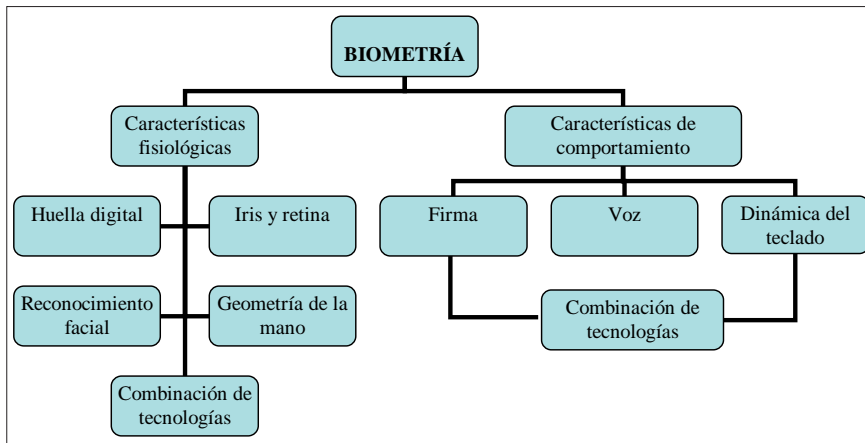 BIOMETRÍA
Características
fisiológicas
Características de
comportamiento
Huella digital
Iris y retina
Firma
Voz
Dinámica del
teclado
Reconocimiento
facial
Geometría de la
mano
Combinación de
tecnologías
Combinación de
tecnologías